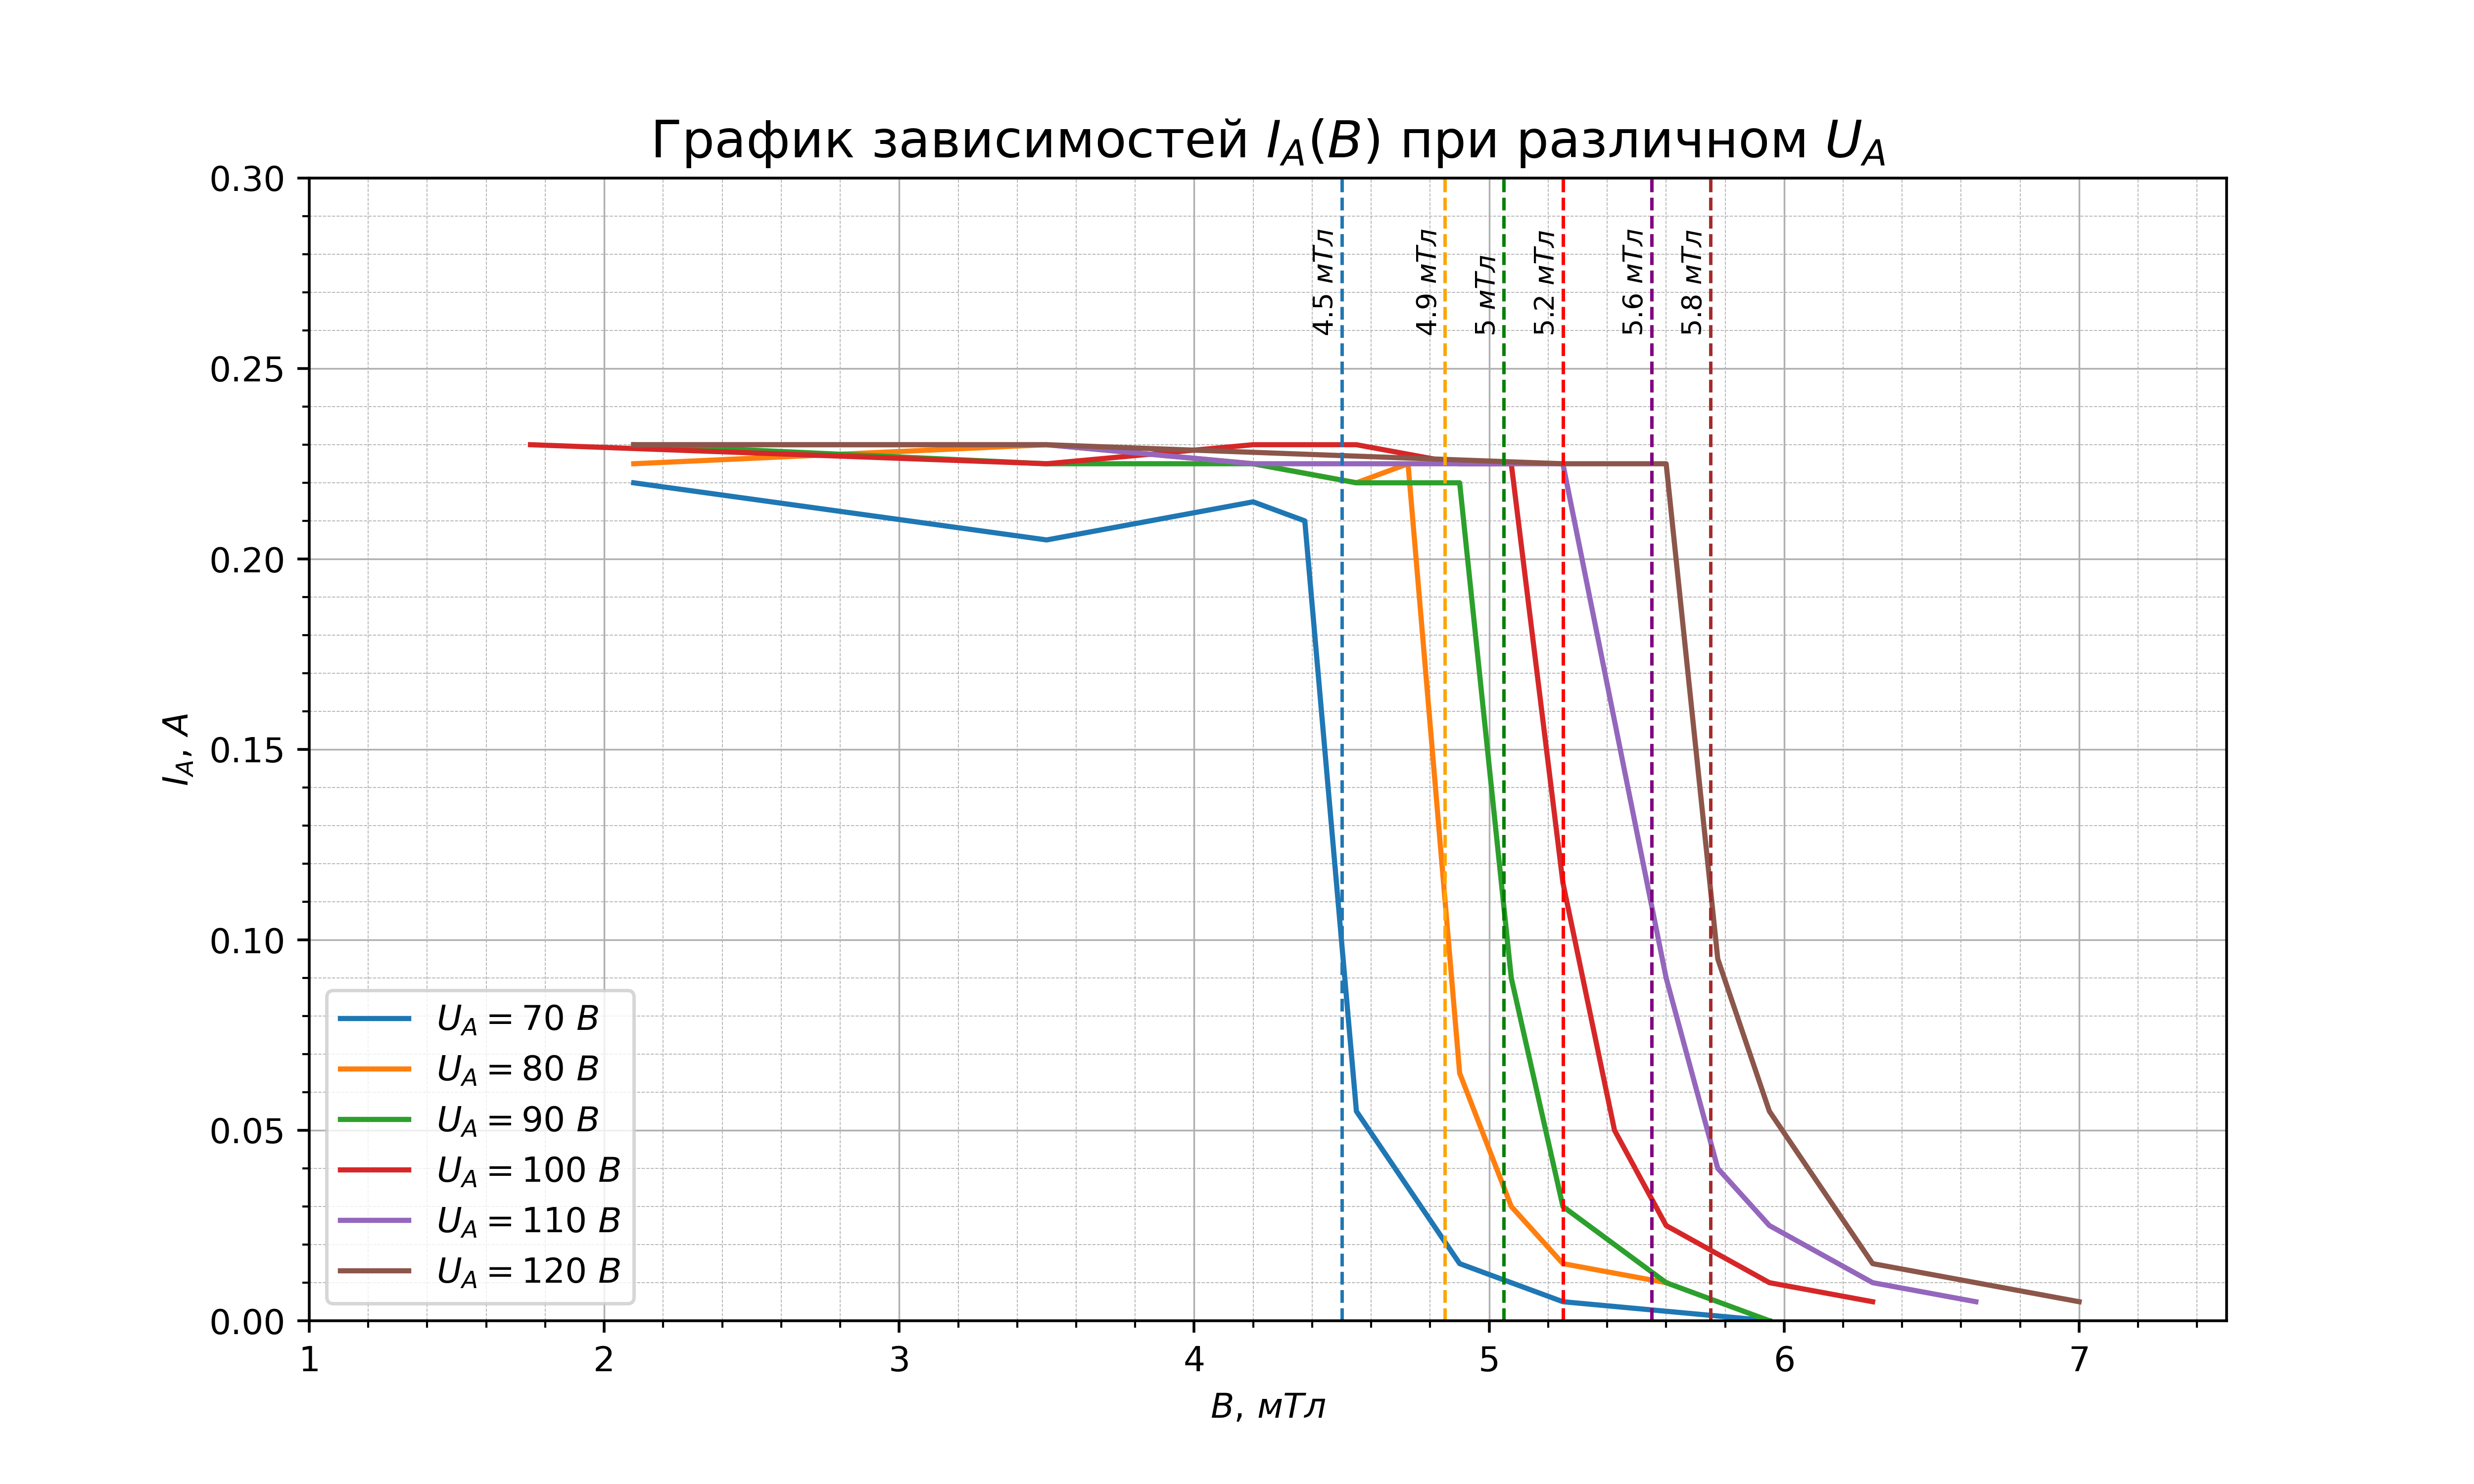 График зависимостей I_A(B) при различном U_A
0.30
0.25
0.20
0.15
0.10
0.05
0.00
I_A, A
4.5 мТл
4.9 мТл
5 мТл
5.2 мТл
5.6 мТл
5.8 мТл
U_A = 70 В
U_A = 80 В
U_A = 90 В
U_A = 100 В
U_A = 110 В
U_A = 120 В
1 2 3 4 5 6 7
B, мТл